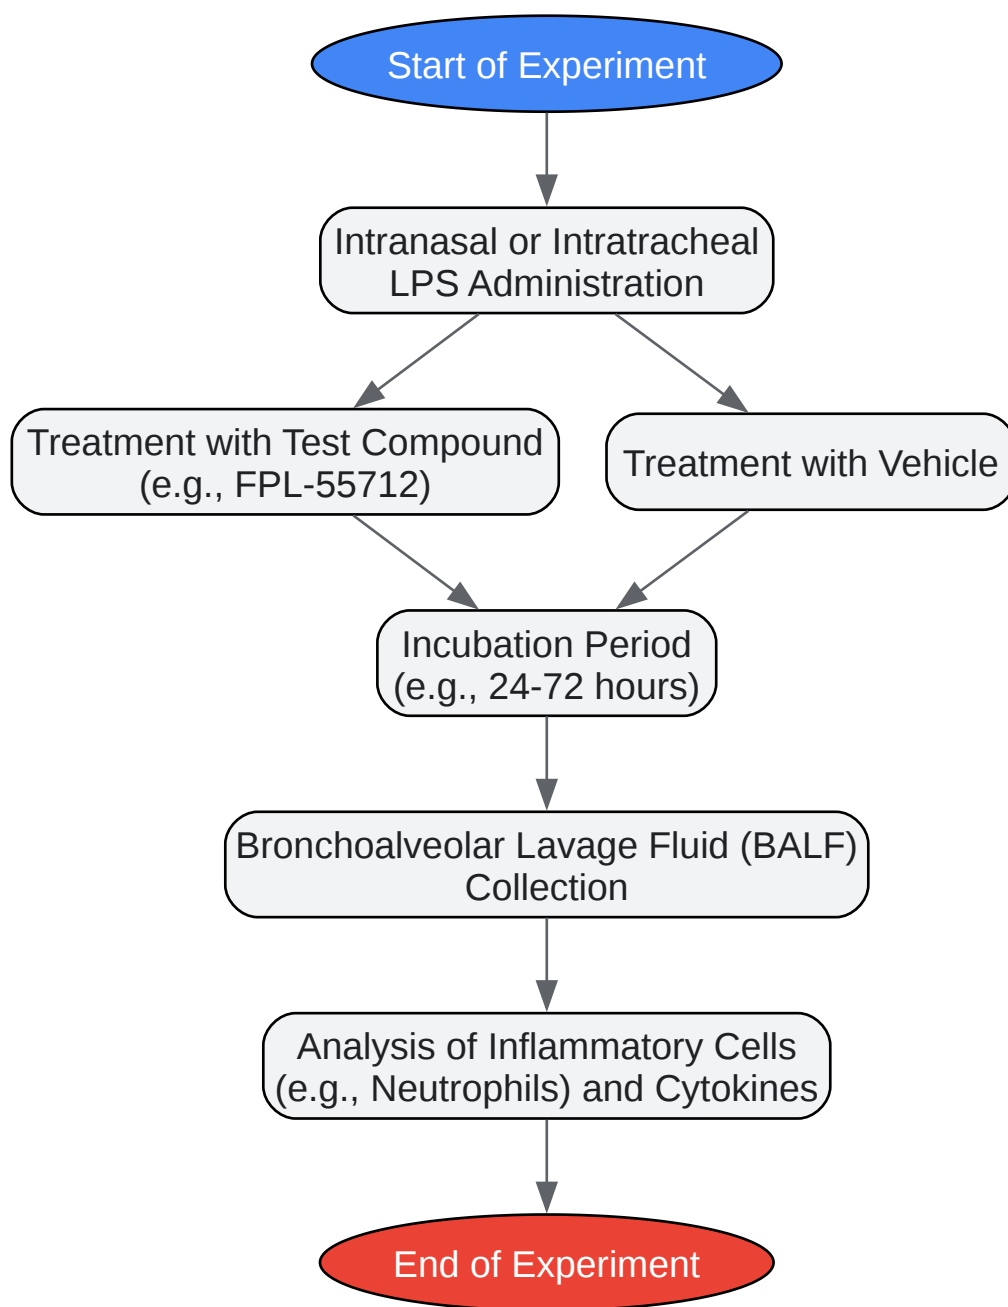 Start of Experiment
Intranasal or Intratracheal
LPS Administration
Treatment with Test Compound
(e.g., FPL-55712)
Treatment with Vehicle
Incubation Period
(e.g., 24-72 hours)
Bronchoalveolar Lavage Fluid (BALF)
Collection
Analysis of Inflammatory Cells
(e.g., Neutrophils) and Cytokines
End of Experiment